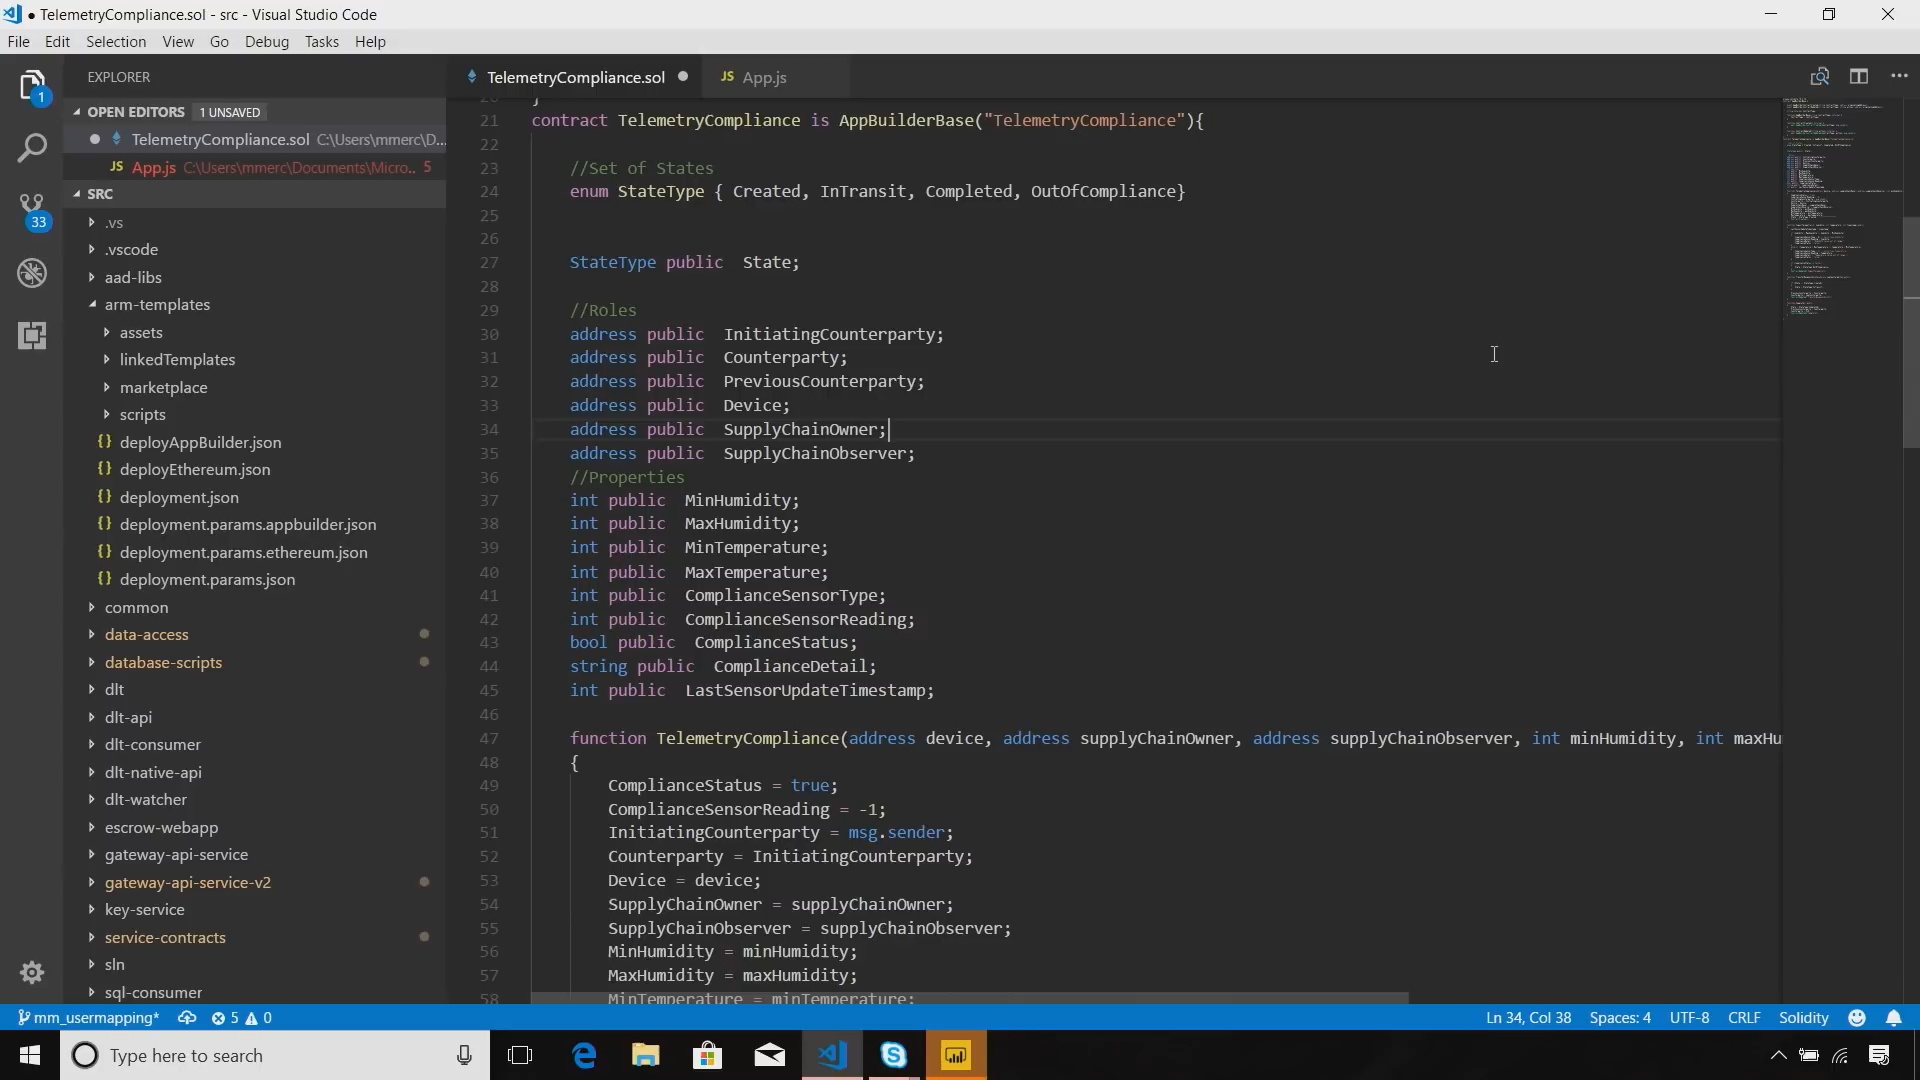 TelemetryCompliance.sol - src - Visual Studio Code
File Edit Selection View Go Debug Tasks Help
EXPLORER
TelemetryCompliance.sol
JS App.js
1
OPEN EDITORS 1 UNSAVED
TelemetryCompliance.sol C:\Users\mmerc\D...
JS App.js C:\Users\mmerc\Documents\Micro.. 5
SRC
33
.vs
.vscode
aad-libs
arm-templates
assets
linkedTemplates
marketplace
scripts
{} deployAppBuilder.json
{} deployEthereum.json
{} deployment.json
{} deployment.params.appbuilder.json
{} deployment.params.ethereum.json
{} deployment.params.json
common
data-access
database-scripts
dlt
dlt-api
dlt-consumer
dlt-native-api
dlt-watcher
escrow-webapp
gateway-api-service
gateway-api-service-v2
key-service
service-contracts
sln
sql-consumer
21 contract TelemetryCompliance is AppBuilderBase("TelemetryCompliance"){
22
23 //Set of States
24 enum StateType { Created, InTransit, Completed, OutOfCompliance}
25
26
27 StateType public  State;
28
29 //Roles
30 address public  InitiatingCounterparty;
31 address public  Counterparty;
32 address public  PreviousCounterparty;
33 address public  Device;
34 address public  SupplyChainOwner;
35 address public  SupplyChainObserver;
36 //Properties
37 int public  MinHumidity;
38 int public  MaxHumidity;
39 int public  MinTemperature;
40 int public  MaxTemperature;
41 int public  ComplianceSensorType;
42 int public  ComplianceSensorReading;
43 bool public  ComplianceStatus;
44 string public  ComplianceDetail;
45 int public  LastSensorUpdateTimestamp;
46
47 function TelemetryCompliance(address device, address supplyChainOwner, address supplyChainObserver, int minHumidity, int maxHu
48 {
49 ComplianceStatus = true;
50 ComplianceSensorReading = -1;
51 InitiatingCounterparty = msg.sender;
52 Counterparty = InitiatingCounterparty;
53 Device = device;
54 SupplyChainOwner = supplyChainOwner;
55 SupplyChainObserver = supplyChainObserver;
56 MinHumidity = minHumidity;
57 MaxHumidity = maxHumidity;
58 MinTemperature = minTemperature;
mm_usermapping* 5 0
Ln 34, Col 38 Spaces: 4 UTF-8 CRLF Solidity
Type here to search